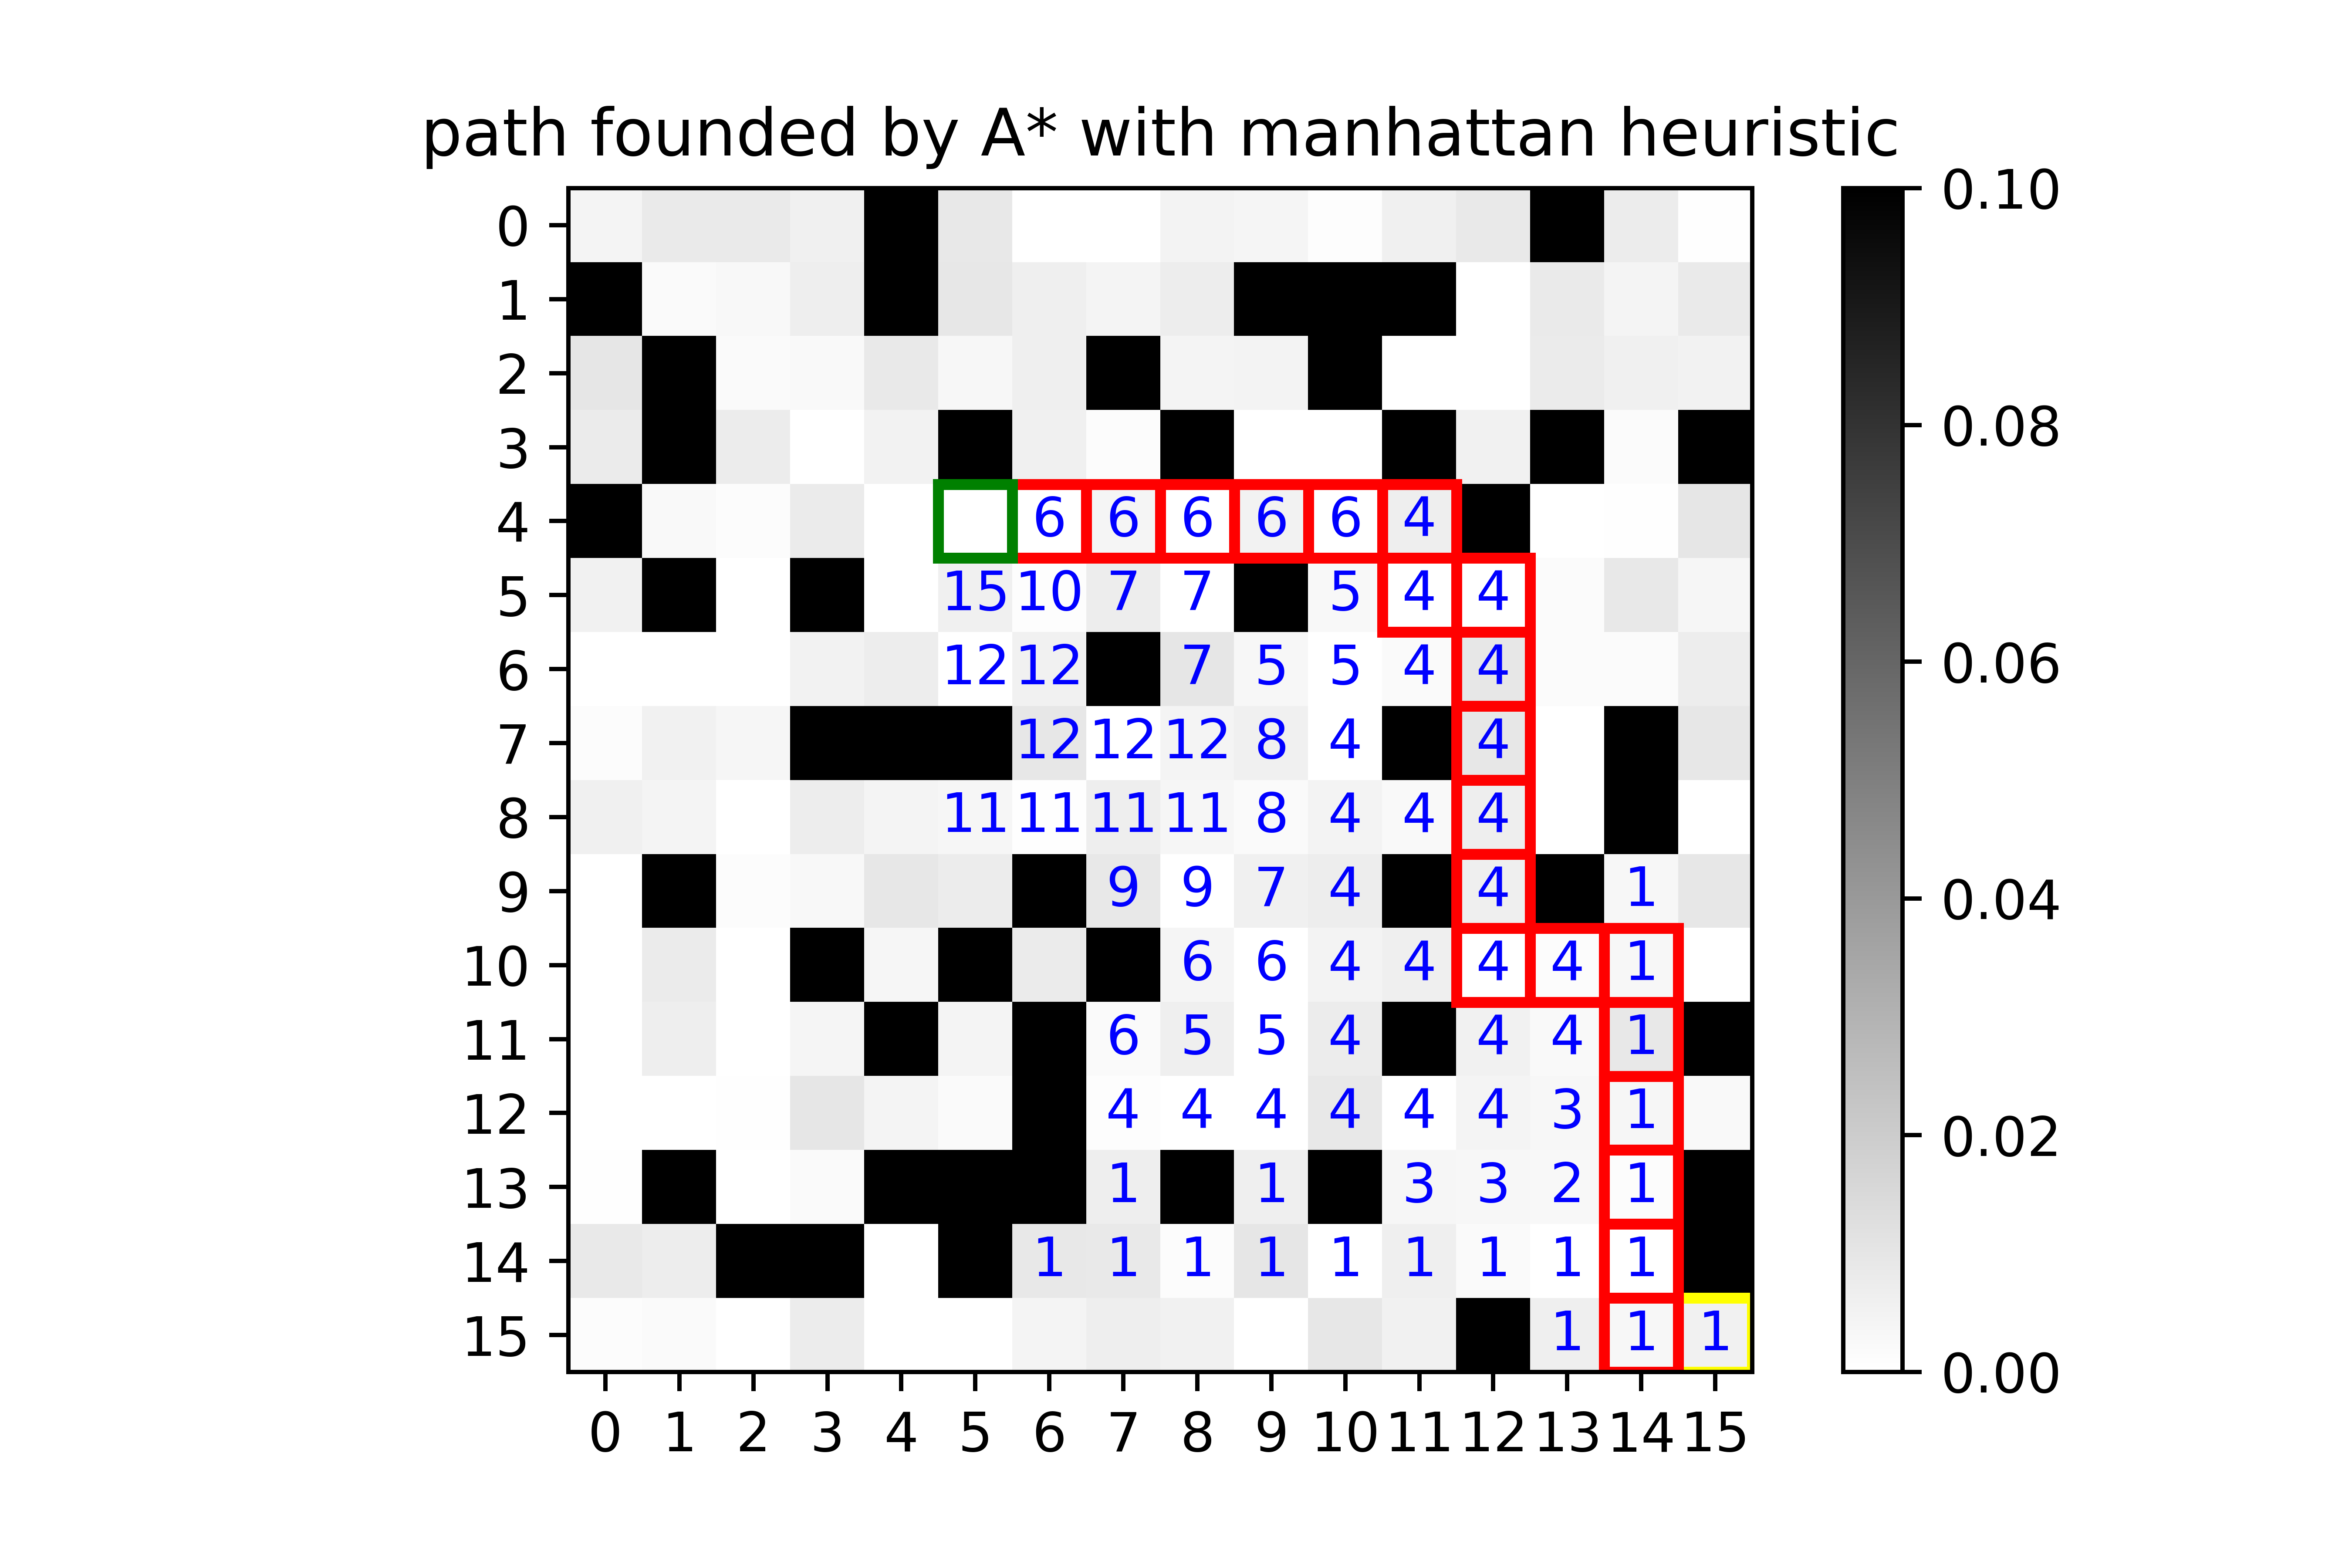 path founded by A* with manhattan heuristic
0.10
0
1
0.08
2
3
4 6 6 6 6 6 4
5 15 10 7 7 5 4 4
0.06
6 12 12 7 5 5 4 4
7 12 12 12 8 4 4
8 11 11 11 11 8 4 4 4
0.04
9 9 9 7 4 4 1
10 6 6 4 4 4 4 1
11 6 5 5 4 4 4 1
0.02
12 4 4 4 4 4 4 3 1
13 1 1 3 3 2 1
14 1 1 1 1 1 1 1 1 1
15 1 1 1
0.00
0 1 2 3 4 5 6 7 8 9 10 11 12 13 14 15